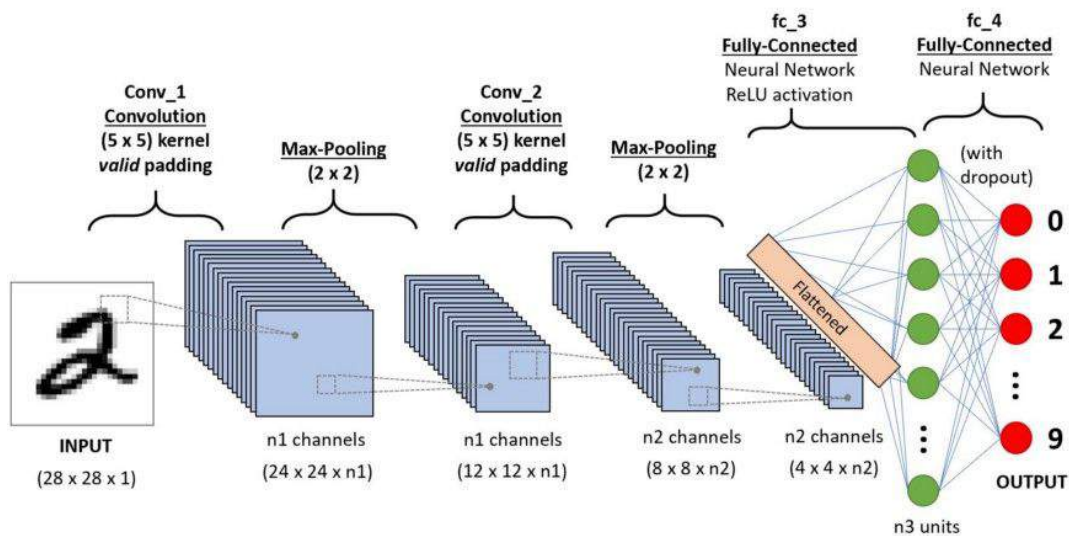 fc_3
Fully-Connected
Neural Network
ReLU activation
fc_4
Fully-Connected
Neural Network
Conv_1
Convolution
(5 x 5) kernel
valid padding
Max-Pooling
(2 x 2)
Conv_2
Convolution
(5 x 5) kernel
valid padding
Max-Pooling
(2 x 2)
(with
dropout)
Flattened
0
1
2
9
INPUT
(28 x 28 x 1)
n1 channels
(24 x 24 x n1)
n1 channels
(12 x 12 x n1)
n2 channels
(8 x 8 x n2)
n2 channels
(4 x 4 x n2)
OUTPUT
n3 units
2